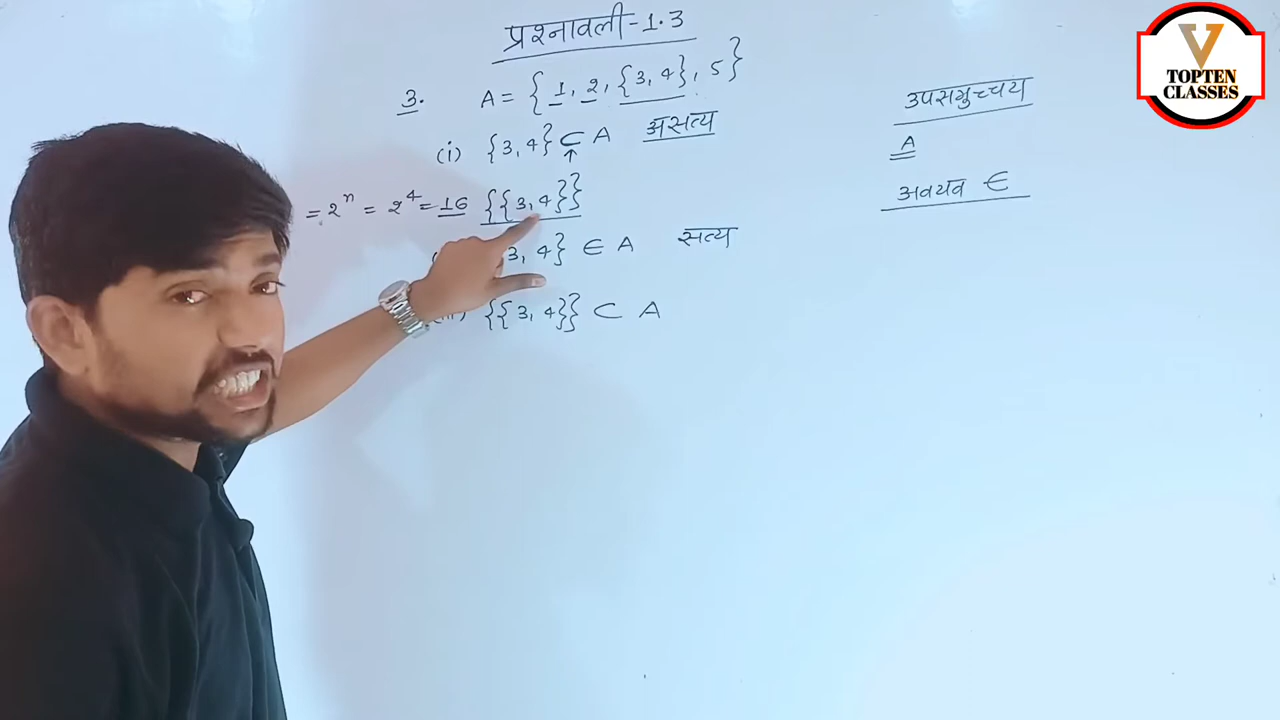 प्रश्नावली-1.3
3. A = { 1, 2, {3, 4}, 5 }
(i) {3, 4} ⊂ A असत्य
= 2ⁿ = 2⁴ = 16 {{3, 4}}
3, 4} ∈ A सत्य
{{3, 4}} ⊂ A
उपसमुच्चय
A
अवयव ∈
V
TOPTEN
CLASSES